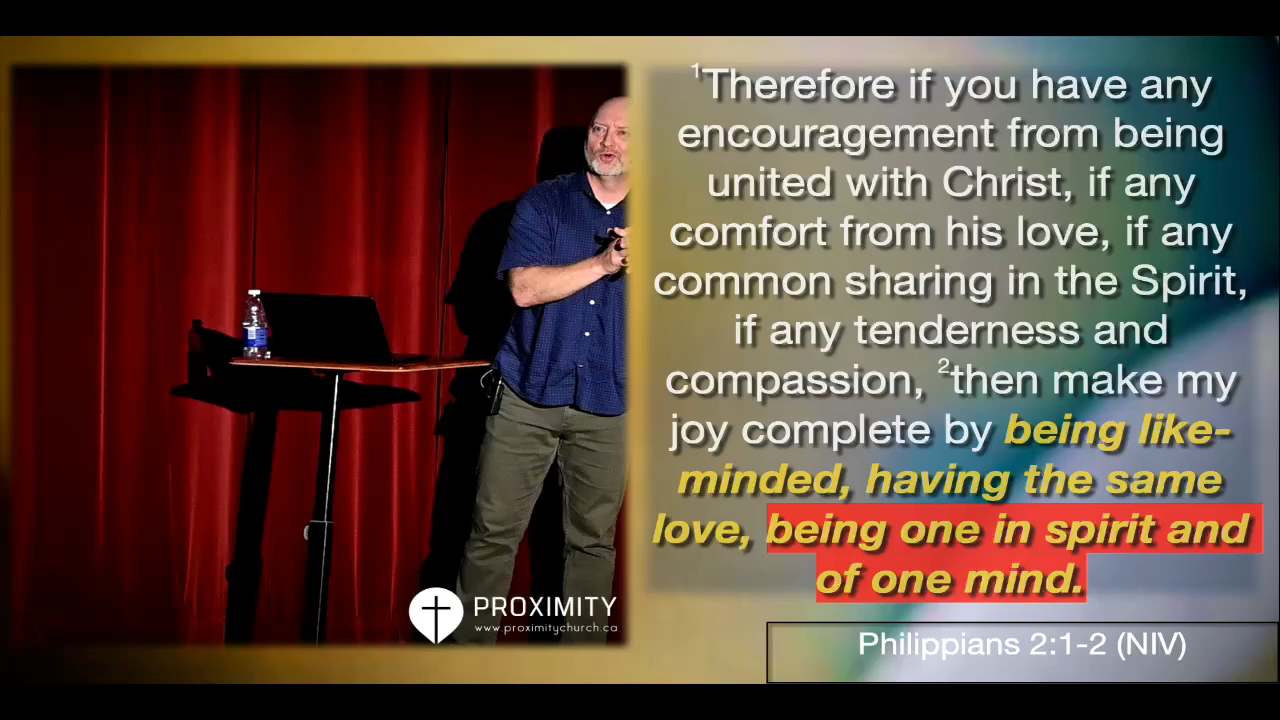 ¹Therefore if you have any
encouragement from being
united with Christ, if any
comfort from his love, if any
common sharing in the Spirit,
if any tenderness and
compassion, ²then make my
joy complete by being like-
minded, having the same
love, being one in spirit and
of one mind.
Philippians 2:1-2 (NIV)
PROXIMITY
www.proximitychurch.ca